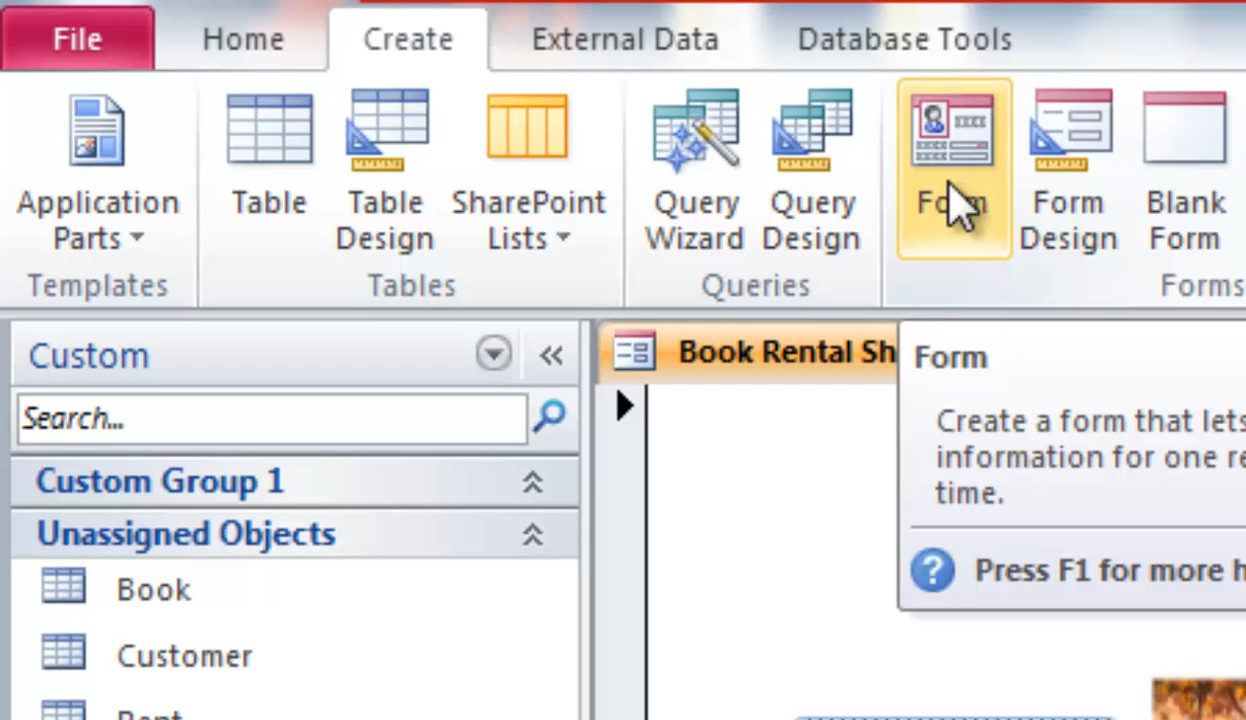 File Home Create External Data Database Tools
Application Parts
Table
Table Design
SharePoint Lists
Query Wizard
Query Design
Form
Form Design
Blank Form
Templates Tables Queries Forms
Custom
Search...
Custom Group 1
Unassigned Objects
Book
Customer
Rent
Book Rental Sh
Form
Create a form that lets
information for one re
time.
Press F1 for more h